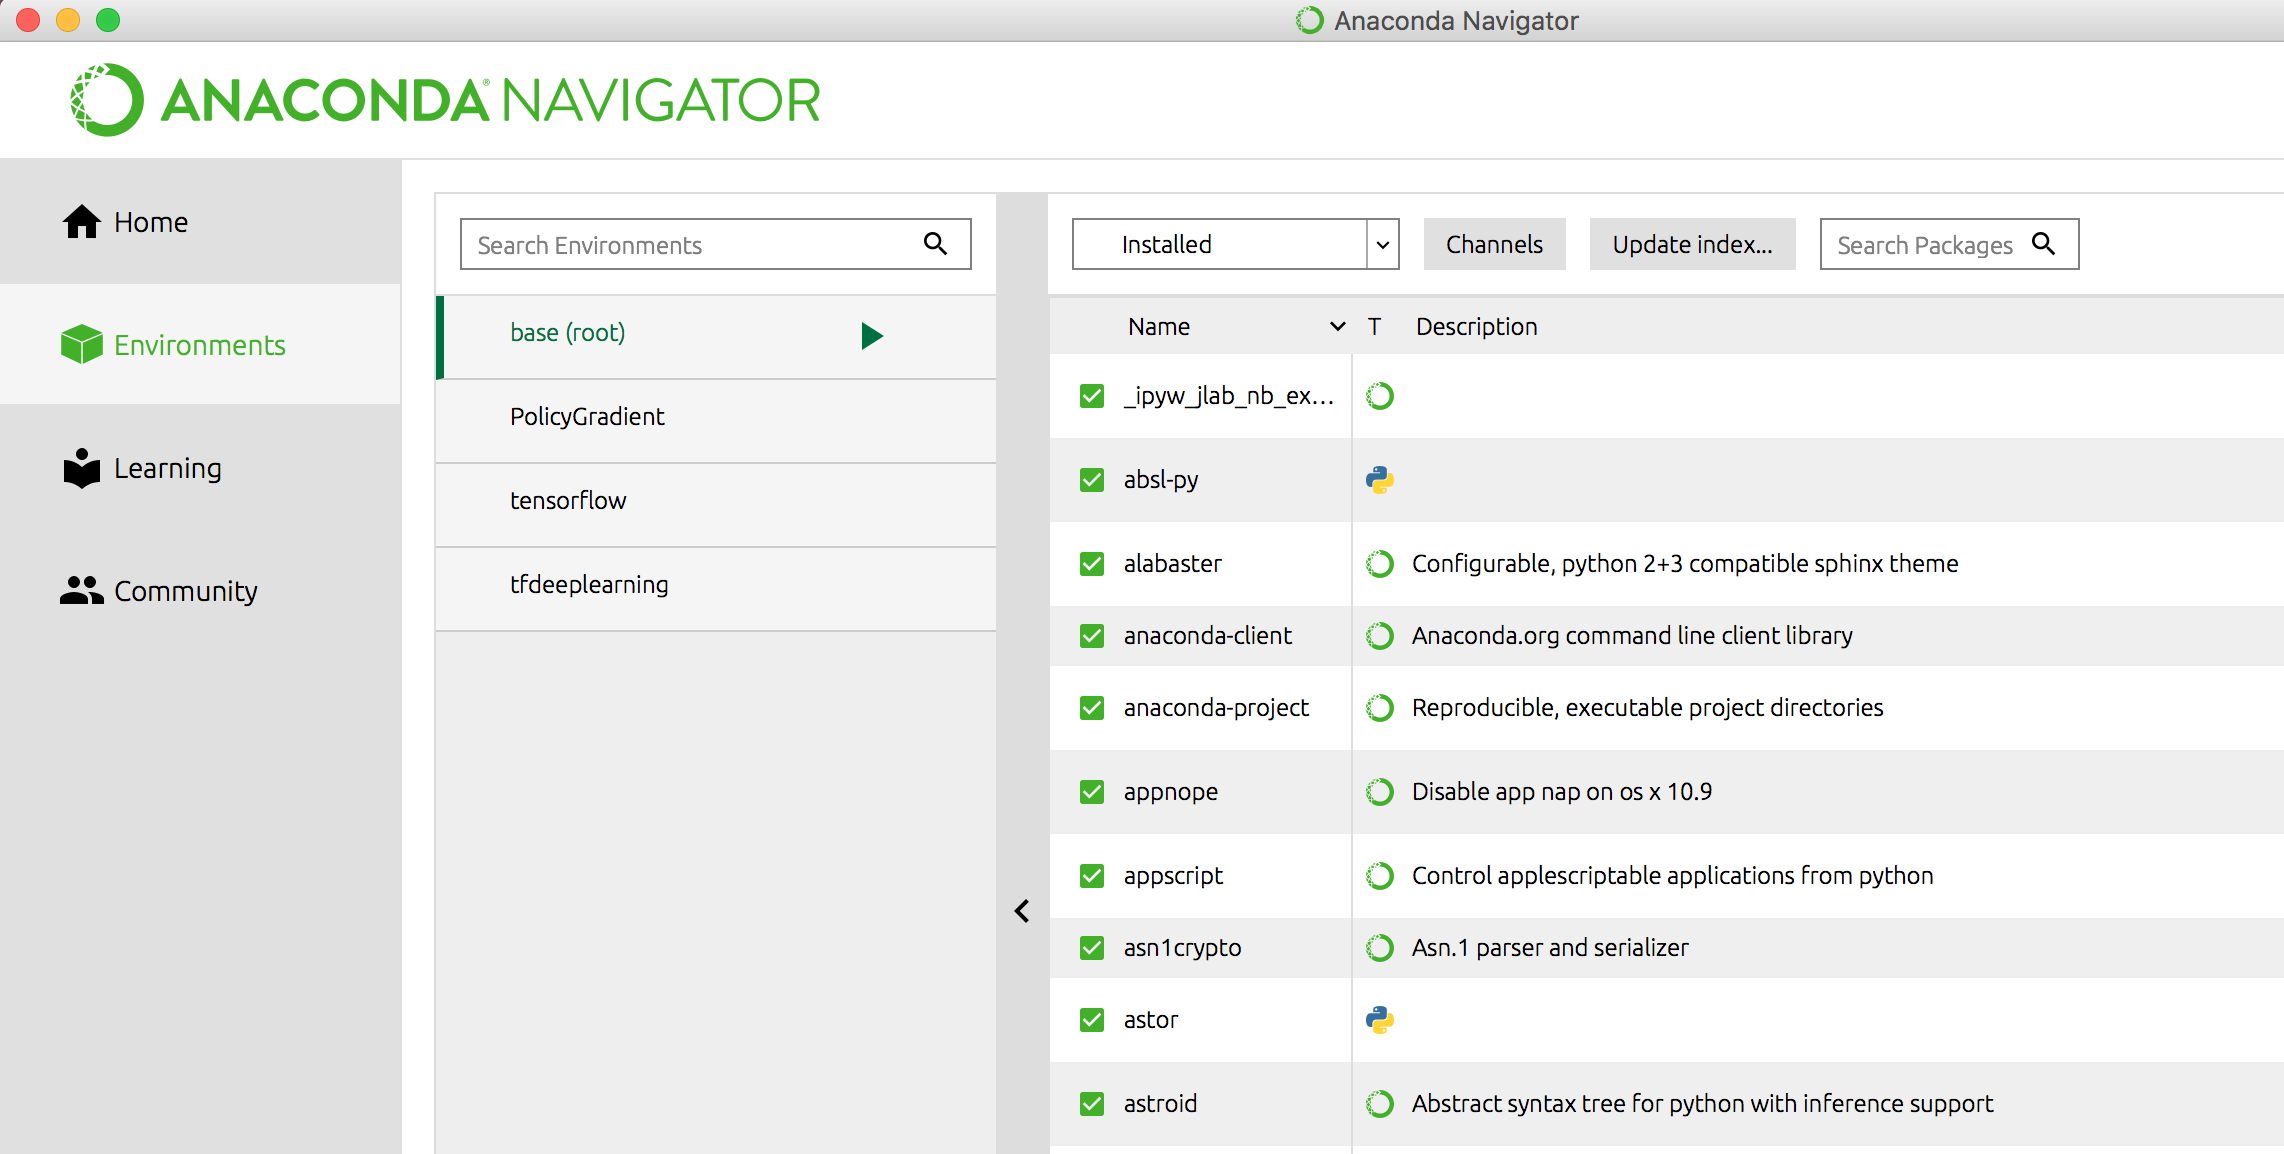 Anaconda Navigator
ANACONDA® NAVIGATOR
Home
Environments
Learning
Community
Search Environments
base (root)
PolicyGradient
tensorflow
tfdeeplearning
Installed
Channels
Update index...
Search Packages
Name T Description
_ipyw_jlab_nb_ex...
absl-py
alabaster Configurable, python 2+3 compatible sphinx theme
anaconda-client Anaconda.org command line client library
anaconda-project Reproducible, executable project directories
appnope Disable app nap on os x 10.9
appscript Control applescriptable applications from python
asn1crypto Asn.1 parser and serializer
astor
astroid Abstract syntax tree for python with inference support